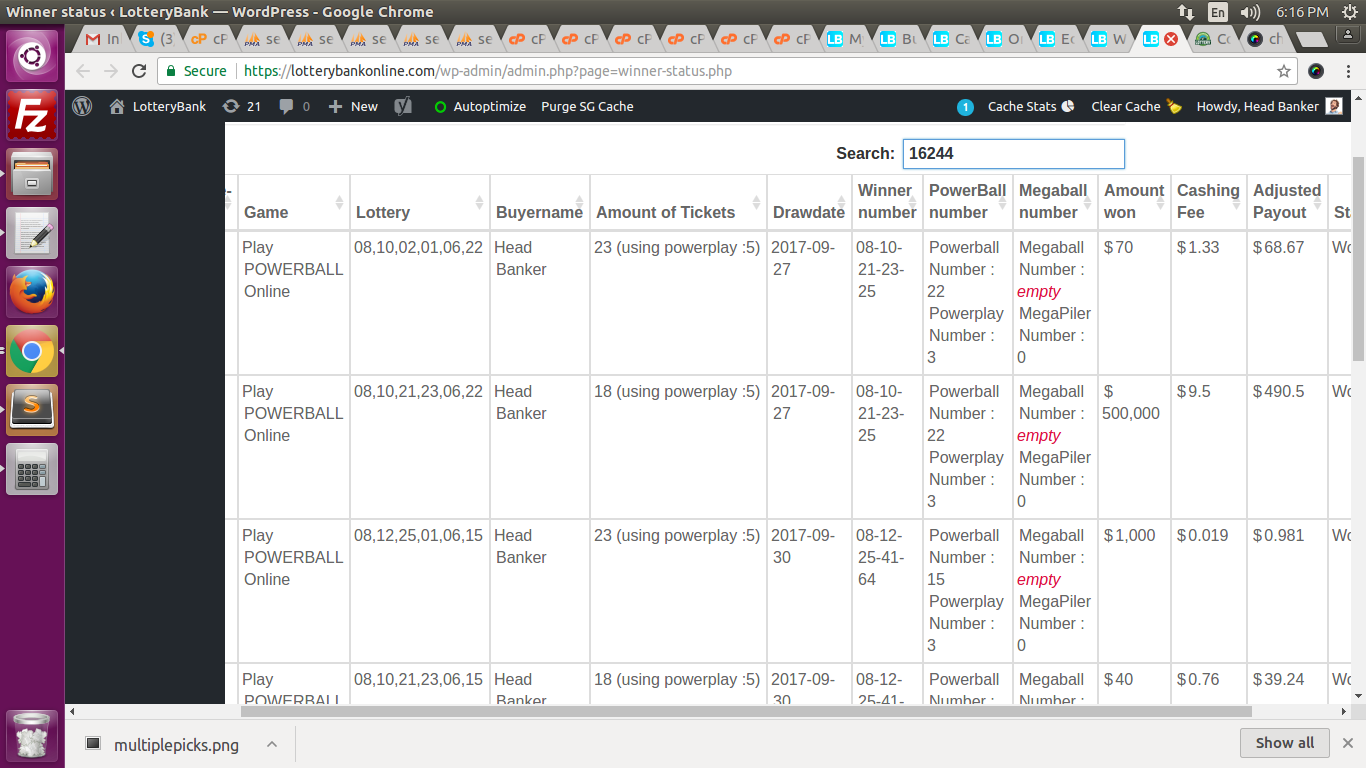 Winner status ‹ LotteryBank — WordPress - Google Chrome
En
6:16 PM
In
(3
cP
se
se
se
se
se
cP
cP
cP
cP
cP
cP
M
Bu
Ca
O
Ec
W
Co
ch
Secure
https://lotterybankonline.com/wp-admin/admin.php?page=winner-status.php
LotteryBank
21
0
New
Autoptimize
Purge SG Cache
1
Cache Stats
Clear Cache
Howdy, Head Banker
Search: 16244
Game
Lottery
Buyername
Amount of Tickets
Drawdate
Winner number
PowerBall number
Megaball number
Amount won
Cashing Fee
Adjusted Payout
St
Play POWERBALL Online
08,10,02,01,06,22
Head Banker
23 (using powerplay :5)
2017-09-27
08-10-21-23-25
Powerball Number : 22 Powerplay Number : 3
Megaball Number : empty MegaPiler Number : 0
$ 70
$ 1.33
$ 68.67
Wo
Play POWERBALL Online
08,10,21,23,06,22
Head Banker
18 (using powerplay :5)
2017-09-27
08-10-21-23-25
Powerball Number : 22 Powerplay Number : 3
Megaball Number : empty MegaPiler Number : 0
$ 500,000
$ 9.5
$ 490.5
Wo
Play POWERBALL Online
08,12,25,01,06,15
Head Banker
23 (using powerplay :5)
2017-09-30
08-12-25-41-64
Powerball Number : 15 Powerplay Number : 3
Megaball Number : empty MegaPiler Number : 0
$ 1,000
$ 0.019
$ 0.981
Wo
Play POWERBALL
08,10,21,23,06,15
Head Banker
18 (using powerplay :5)
2017-09-30
08-12-25-41-
Powerball Number :
Megaball Number :
$ 40
$ 0.76
$ 39.24
Wo
multiplepicks.png
Show all